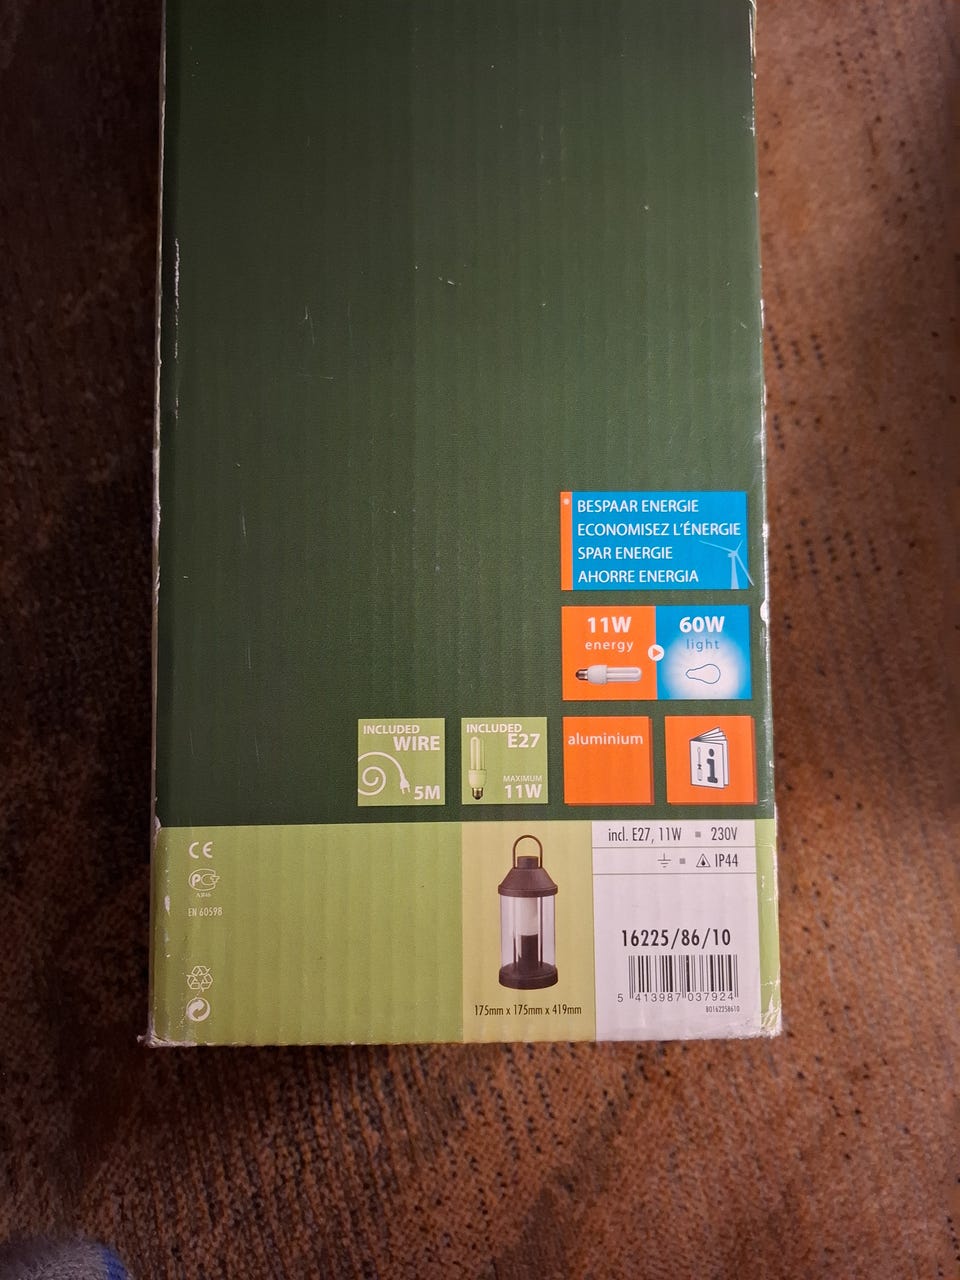 BESPAAR ENERGIE
ECONOMISEZ L'ÉNERGIE
SPAR ENERGIE
AHORRE ENERGIA
11W
energy
60W
light
INCLUDED
WIRE
5M
INCLUDED
E27
MAXIMUM
11W
aluminium
i
CE
EN 60598
175mm x 175mm x 419mm
incl. E27, 11W ▪ 230V
▪ IP44
16225/86/10
5 413987 037924